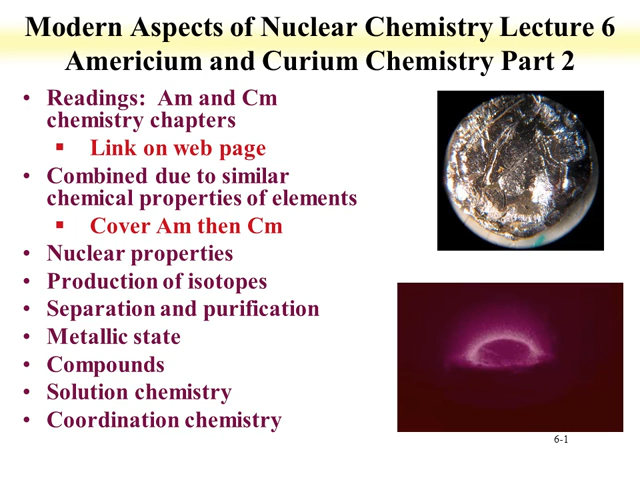 Modern Aspects of Nuclear Chemistry Lecture 6
Americium and Curium Chemistry Part 2
• Readings: Am and Cm
chemistry chapters
▪ Link on web page
• Combined due to similar
chemical properties of elements
▪ Cover Am then Cm
• Nuclear properties
• Production of isotopes
• Separation and purification
• Metallic state
• Compounds
• Solution chemistry
• Coordination chemistry
6-1